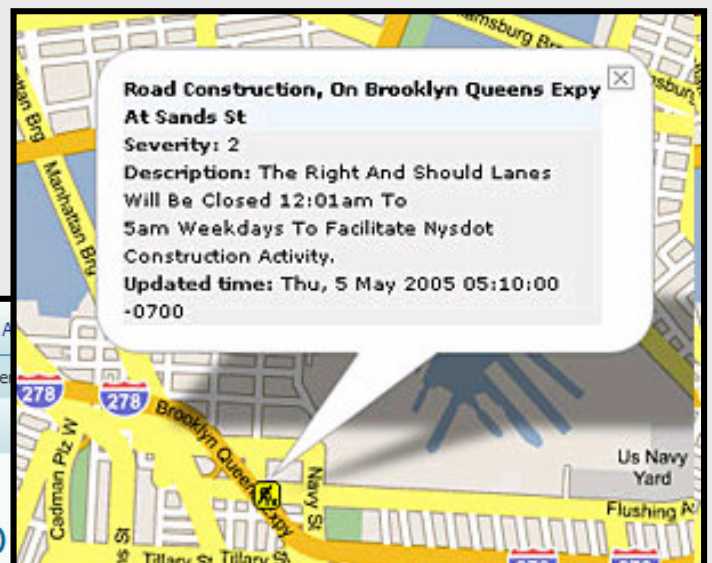 Road Construction, On Brooklyn Queens Expy
At Sands St
Severity: 2
Description: The Right And Should Lanes
Will Be Closed 12:01am To
5am Weekdays To Facilitate Nysdot
Construction Activity.
Updated time: Thu, 5 May 2005 05:10:00
-0700
Manhattan Brg
278
278
Brooklyn Queens Expy
Cadman Plz W
Navy St
Us Navy
Yard
Flushing
Tillary St
Tillary